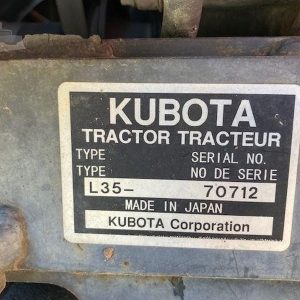 KUBOTA
TRACTOR TRACTEUR
TYPE SERIAL NO.
TYPE NO DE SERIE
L35- 70712
MADE IN JAPAN
KUBOTA Corporation